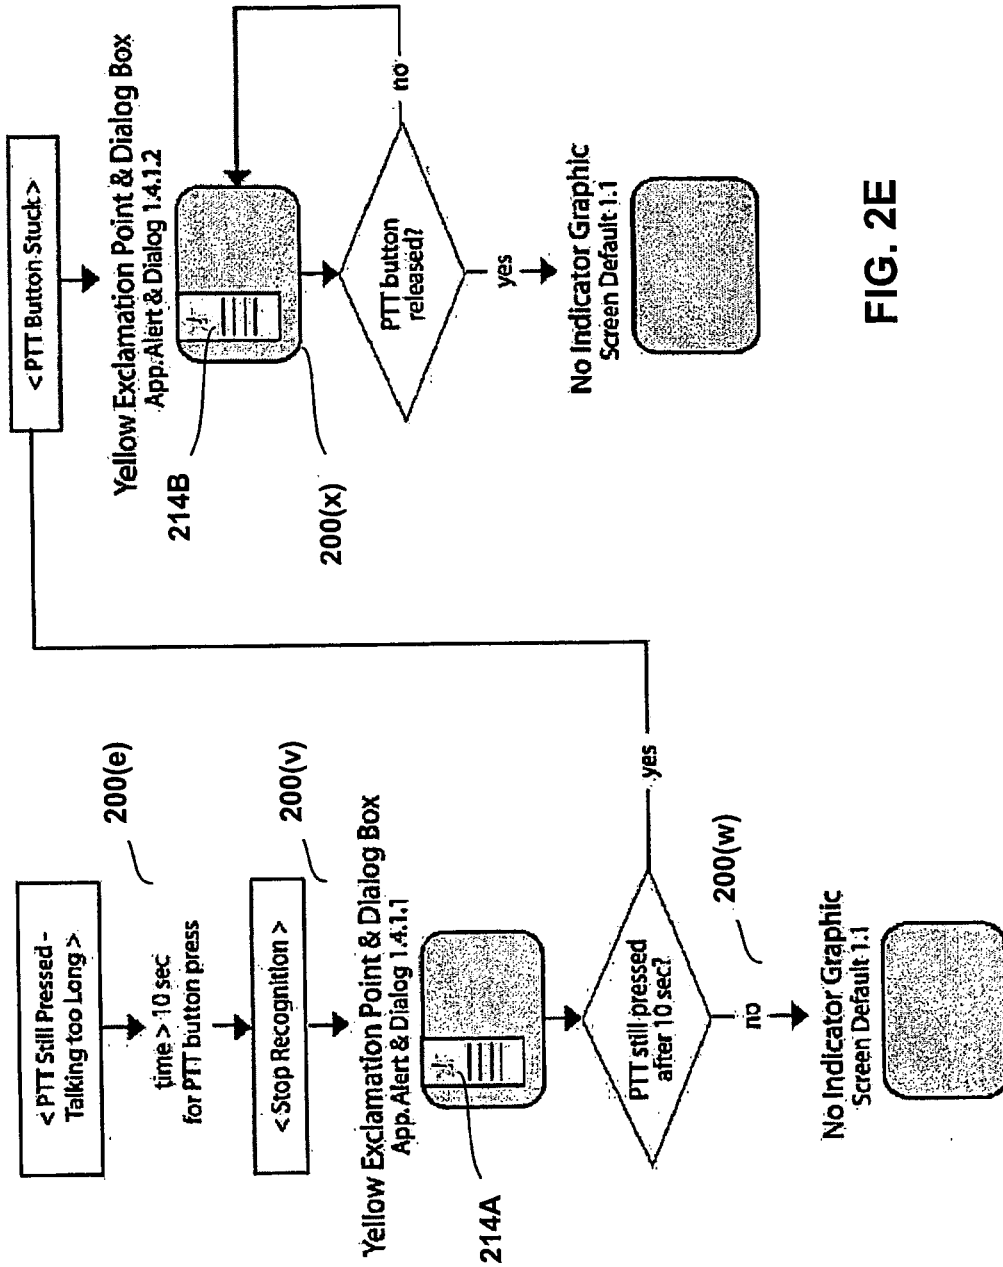 < PTT Still Pressed -
Talking too Long >
200(e)
time > 10 sec
for PTT button press
< Stop Recognition >
200(v)
Yellow Exclamation Point & Dialog Box
App. Alert & Dialog 1.4.1.1
214A
PTT still pressed
after 10 sec?
yes
no
200(w)
No Indicator Graphic
Screen Default 1.1
< PTT Button Stuck >
Yellow Exclamation Point & Dialog Box
App. Alert & Dialog 1.4.1.2
214B
200(x)
PTT button
released?
no
yes
No Indicator Graphic
Screen Default 1.1
FIG. 2E